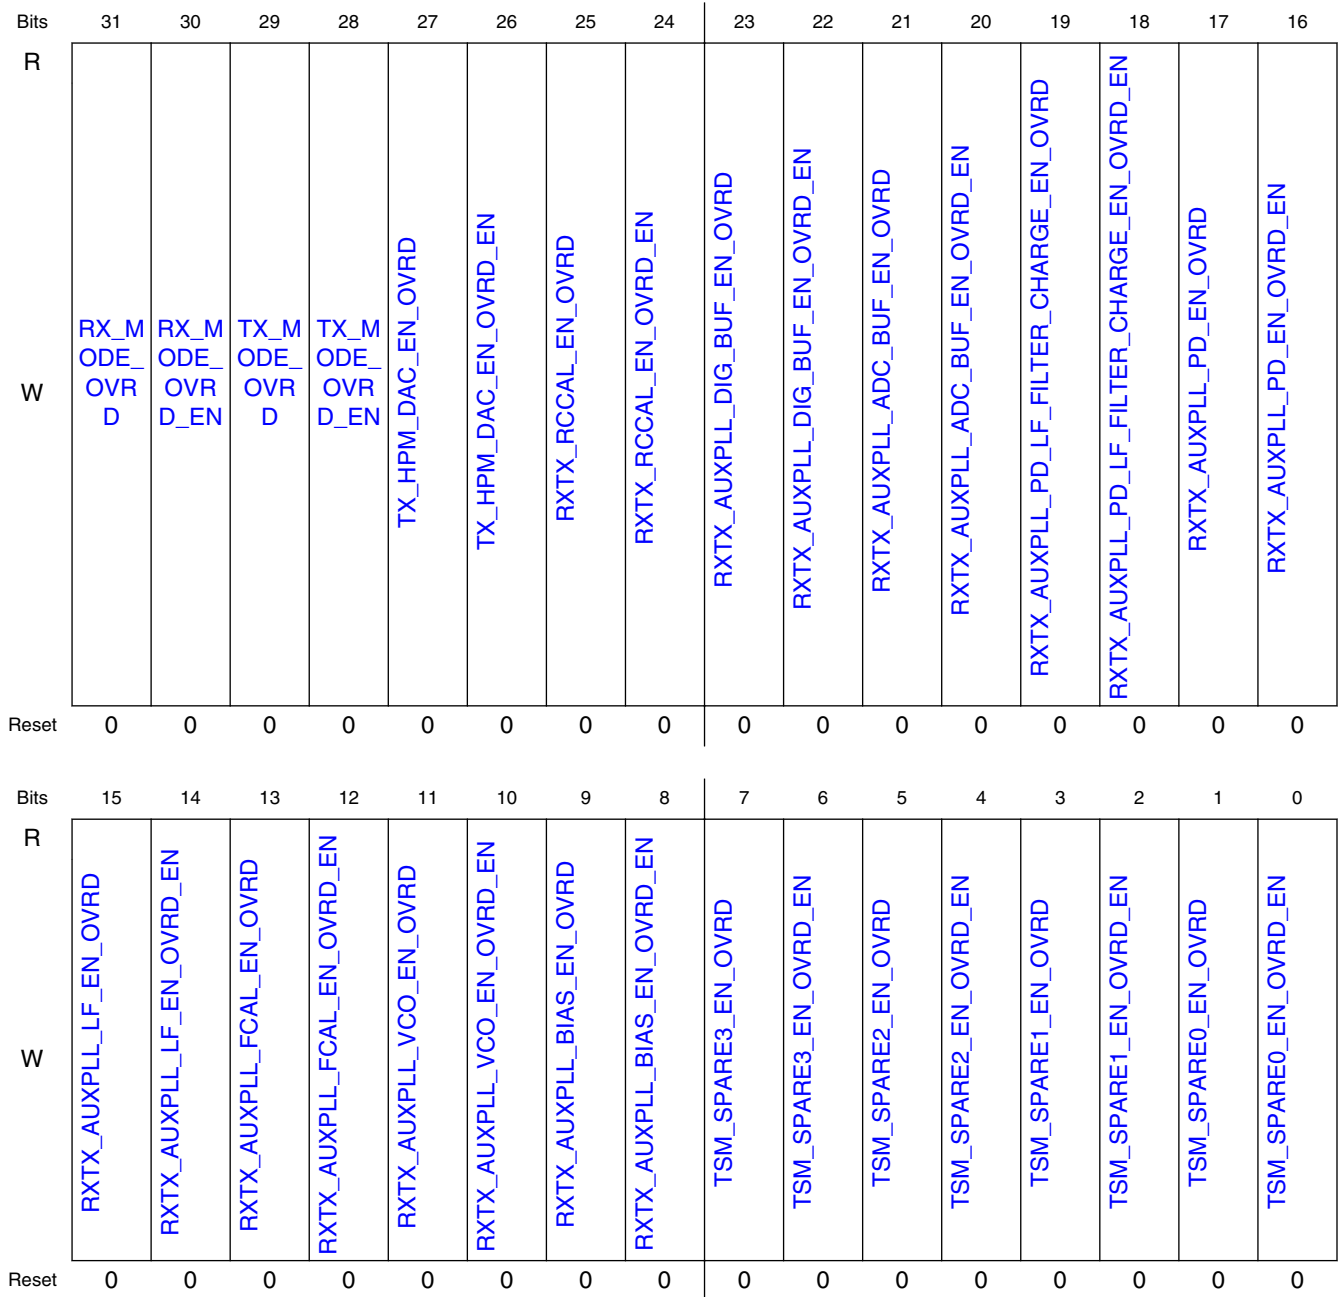 Bits 31 30 29 28 27 26 25 24 23 22 21 20 19 18 17 16
R
W
RX_M
ODE_
OVR
D
RX_M
ODE_
OVR
D_EN
TX_M
ODE_
OVR
D
TX_M
ODE_
OVR
D_EN
TX_HPM_DAC_EN_OVRD
TX_HPM_DAC_EN_OVRD_EN
RXTX_RCCAL_EN_OVRD
RXTX_RCCAL_EN_OVRD_EN
RXTX_AUXPLL_DIG_BUF_EN_OVRD
RXTX_AUXPLL_DIG_BUF_EN_OVRD_EN
RXTX_AUXPLL_ADC_BUF_EN_OVRD
RXTX_AUXPLL_ADC_BUF_EN_OVRD_EN
RXTX_AUXPLL_PD_LF_FILTER_CHARGE_EN_OVRD
RXTX_AUXPLL_PD_LF_FILTER_CHARGE_EN_OVRD_EN
RXTX_AUXPLL_PD_EN_OVRD
RXTX_AUXPLL_PD_EN_OVRD_EN
Reset 0 0 0 0 0 0 0 0 0 0 0 0 0 0 0 0
Bits 15 14 13 12 11 10 9 8 7 6 5 4 3 2 1 0
R
W
RXTX_AUXPLL_LF_EN_OVRD
RXTX_AUXPLL_LF_EN_OVRD_EN
RXTX_AUXPLL_FCAL_EN_OVRD
RXTX_AUXPLL_FCAL_EN_OVRD_EN
RXTX_AUXPLL_VCO_EN_OVRD
RXTX_AUXPLL_VCO_EN_OVRD_EN
RXTX_AUXPLL_BIAS_EN_OVRD
RXTX_AUXPLL_BIAS_EN_OVRD_EN
TSM_SPARE3_EN_OVRD
TSM_SPARE3_EN_OVRD_EN
TSM_SPARE2_EN_OVRD
TSM_SPARE2_EN_OVRD_EN
TSM_SPARE1_EN_OVRD
TSM_SPARE1_EN_OVRD_EN
TSM_SPARE0_EN_OVRD
TSM_SPARE0_EN_OVRD_EN
Reset 0 0 0 0 0 0 0 0 0 0 0 0 0 0 0 0